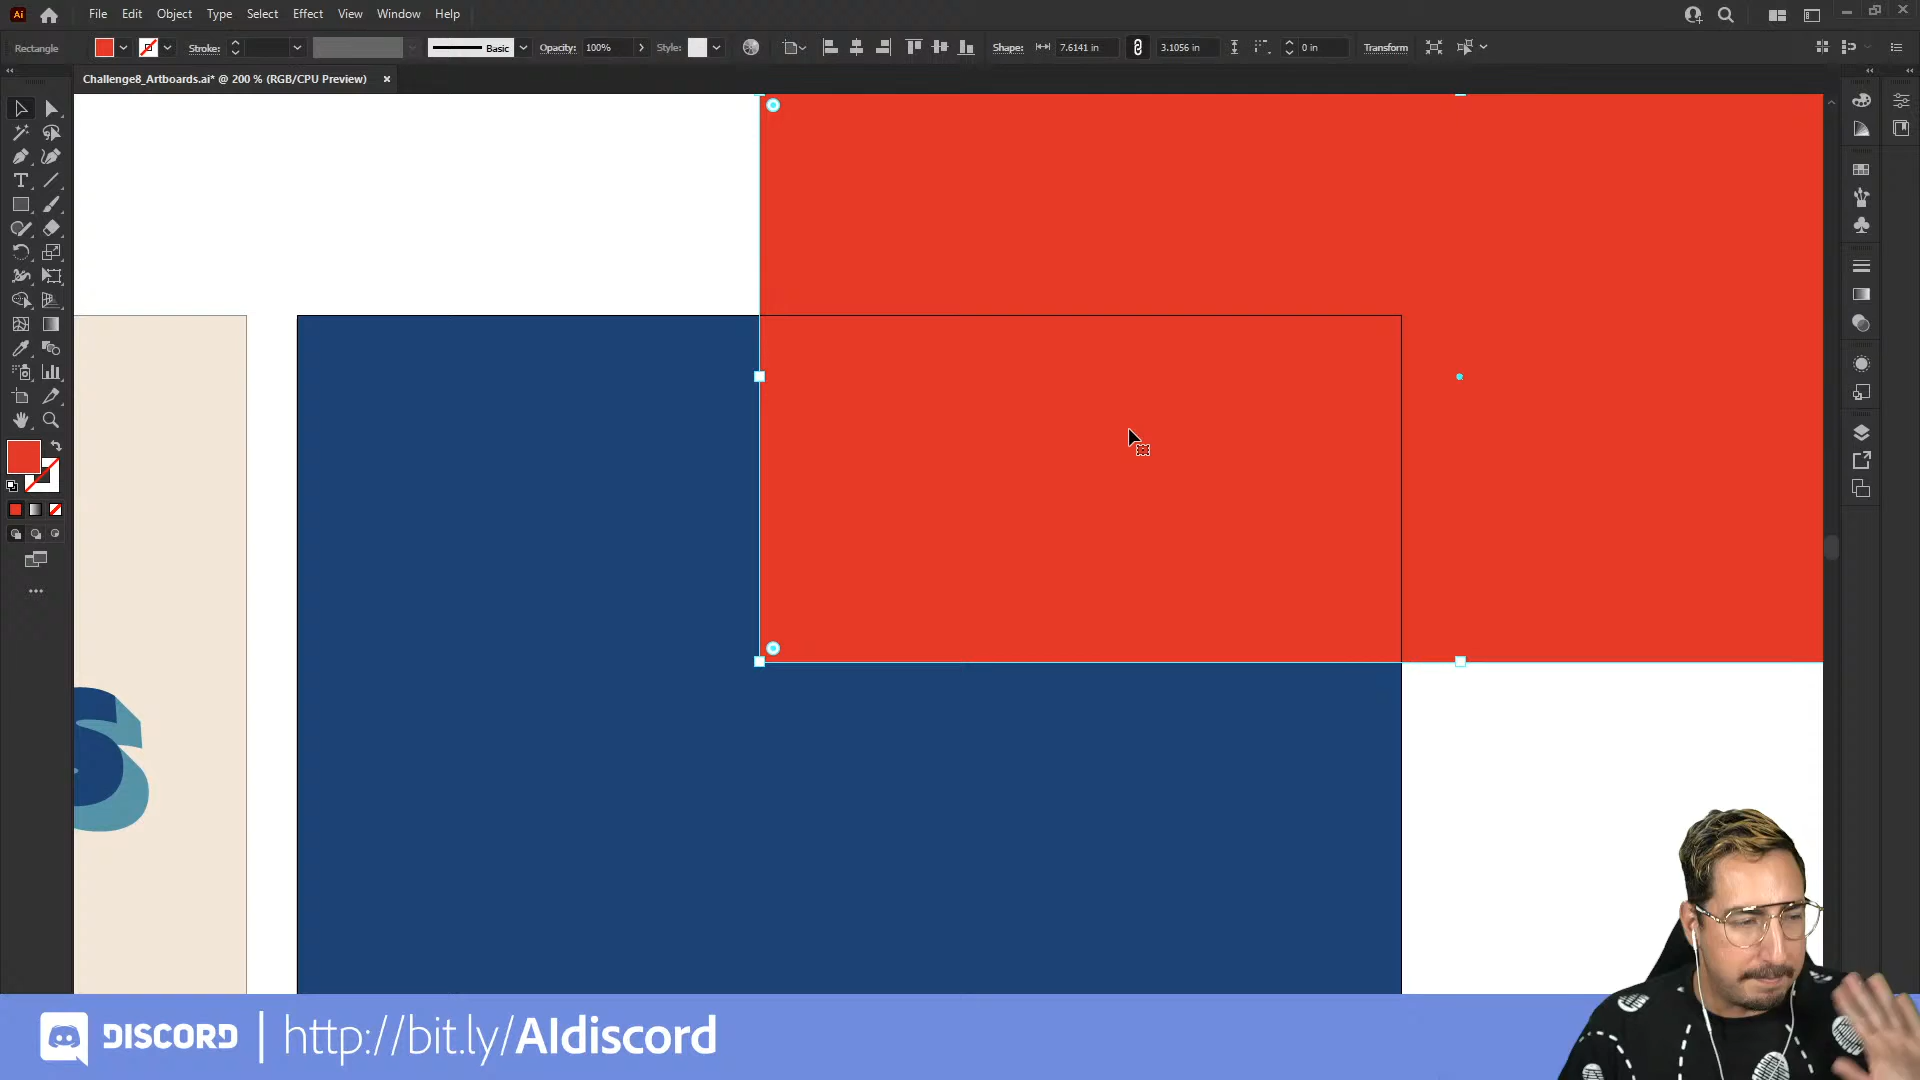 Ai File Edit Object Type Select Effect View Window Help
Rectangle Stroke: Basic Opacity: 100% Style: Shape: 7.6141 in 3.1056 in 0 in Transform
Challenge8_Artboards.ai* @ 200 % (RGB/CPU Preview) ×
S
DISCORD | http://bit.ly/AIdiscord